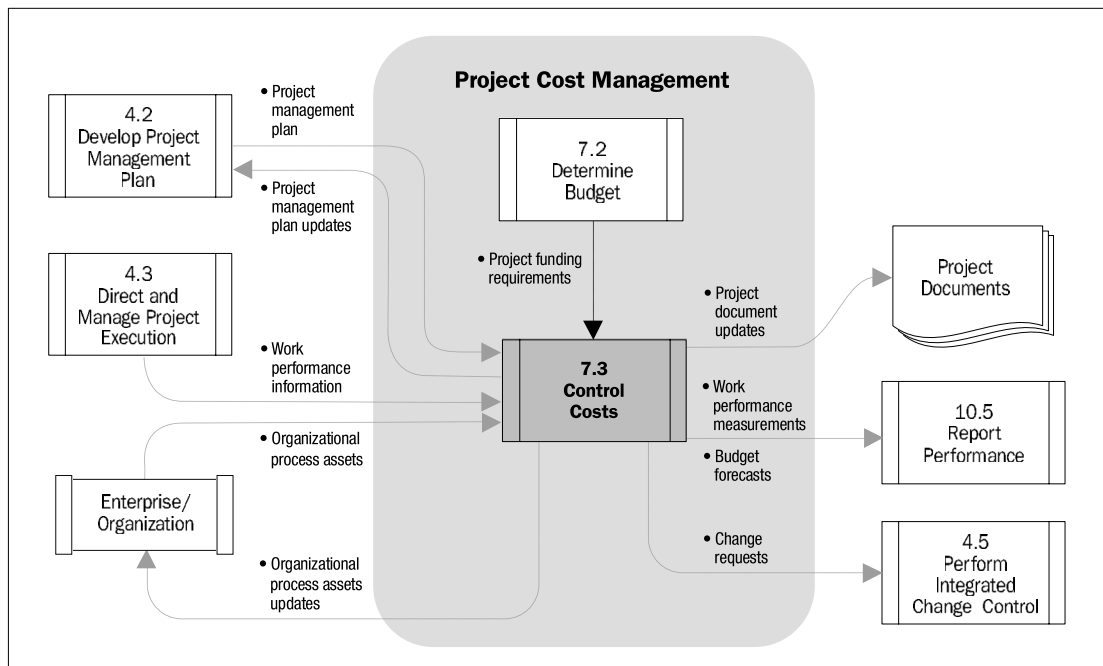 Project Cost Management
4.2
Develop Project
Management
Plan
• Project
management
plan
• Project
management
plan updates
7.2
Determine
Budget
• Project funding
requirements
4.3
Direct and
Manage Project
Execution
• Work
performance
information
• Project
document
updates
Project
Documents
7.3
Control
Costs
• Work
performance
measurements
• Budget
forecasts
10.5
Report
Performance
• Organizational
process assets
Enterprise/
Organization
• Organizational
process assets
updates
• Change
requests
4.5
Perform
Integrated
Change Control